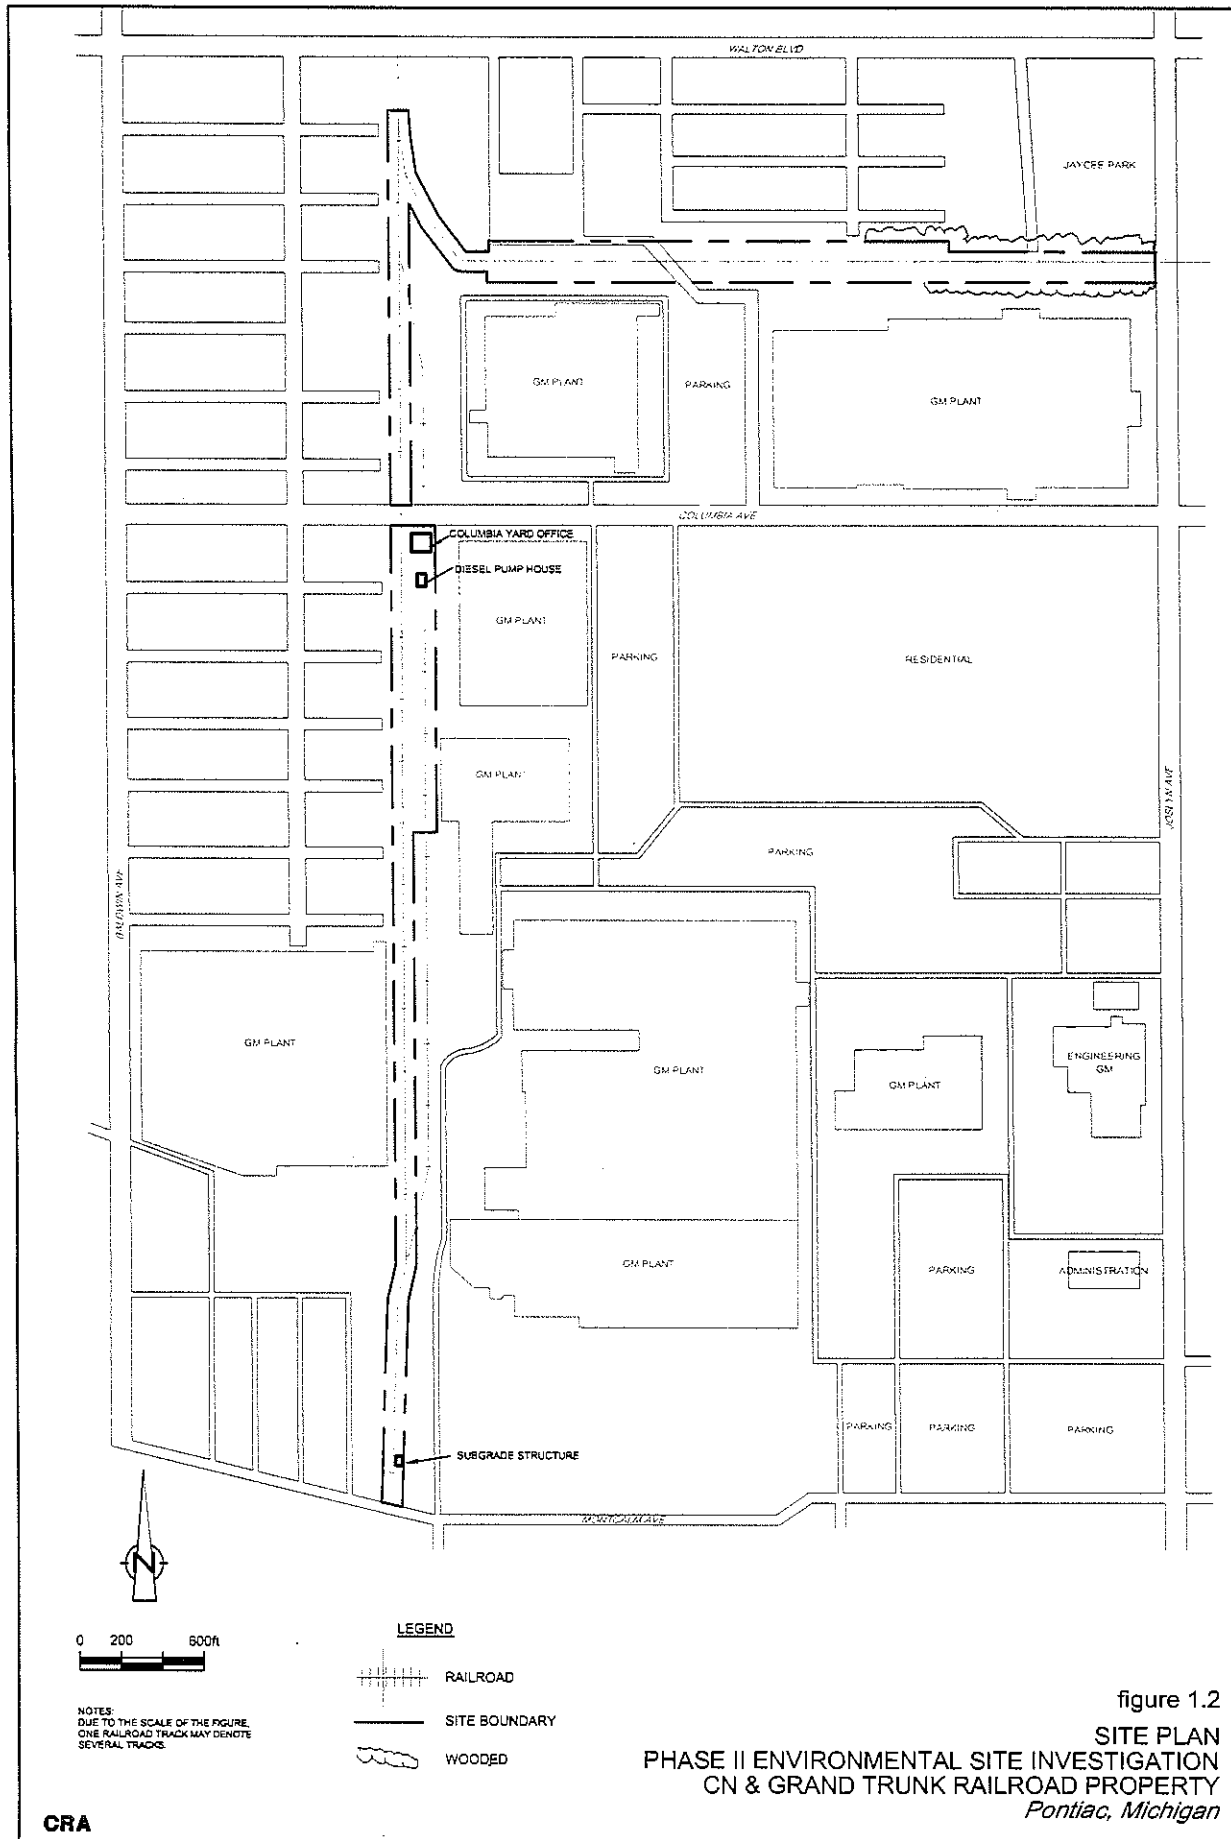 WALTON BLVD
JAYCEE PARK
GM PLANT
PARKING
GM PLANT
COLUMBIA AVE
COLUMBIA YARD OFFICE
DIESEL PUMP HOUSE
GM PLANT
PARKING
RESIDENTIAL
GM PLANT
JOSLYN AVE
PARKING
BALDWIN AVE
GM PLANT
GM PLANT
GM PLANT
ENGINEERING
GM
GM PLANT
PARKING
ADMINISTRATION
PARKING
PARKING
PARKING
SUBGRADE STRUCTURE
MONTCALM AVE
N
0 200 600ft
LEGEND
RAILROAD
SITE BOUNDARY
WOODED
NOTES:
DUE TO THE SCALE OF THE FIGURE,
ONE RAILROAD TRACK MAY DENOTE
SEVERAL TRACKS.
figure 1.2
SITE PLAN
PHASE II ENVIRONMENTAL SITE INVESTIGATION
CN & GRAND TRUNK RAILROAD PROPERTY
Pontiac, Michigan
CRA